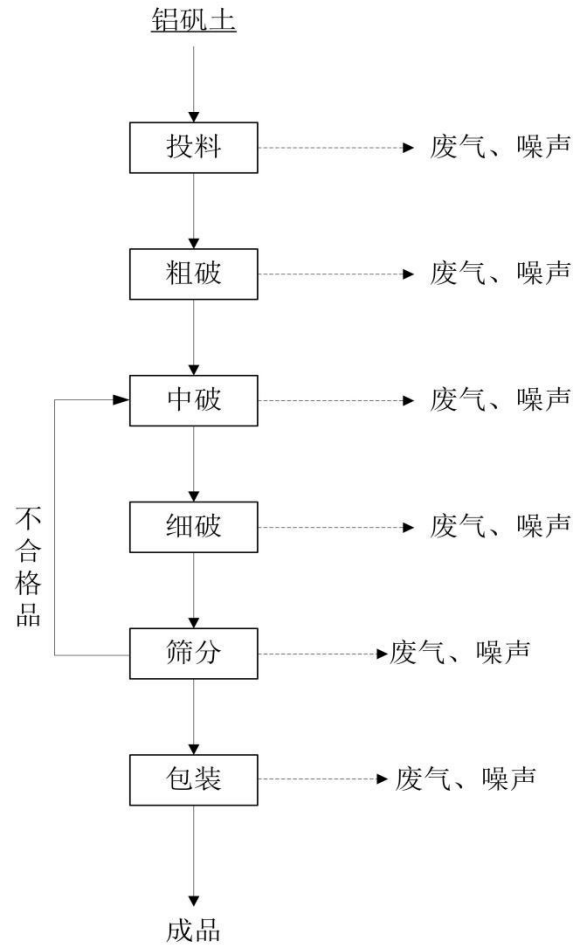 铝矾土
投料
废气、噪声
粗破
废气、噪声
中破
废气、噪声
不合格品
细破
废气、噪声
筛分
废气、噪声
包装
废气、噪声
成品